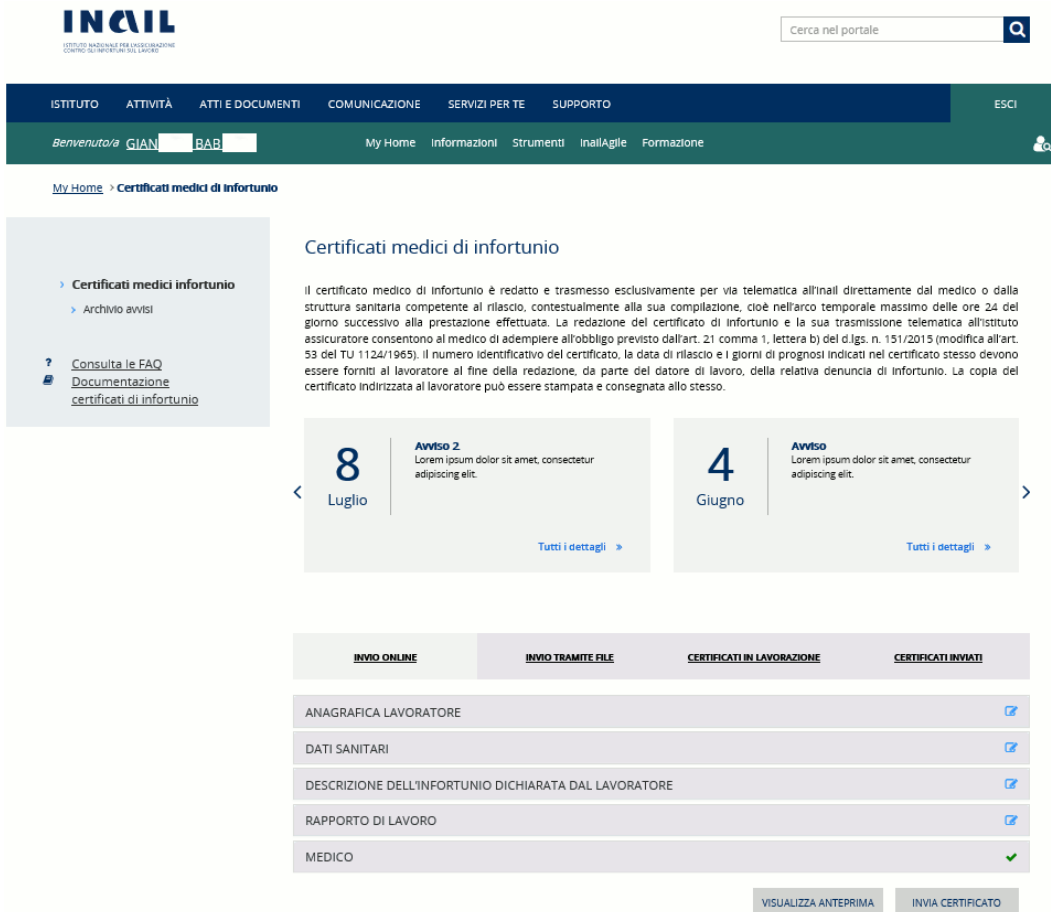 INAIL
ISTITUTO NAZIONALE PER L'ASSICURAZIONE
CONTRO GLI INFORTUNI SUL LAVORO
Cerca nel portale
ISTITUTO ATTIVITÀ ATTI E DOCUMENTI COMUNICAZIONE SERVIZI PER TE SUPPORTO ESCI
Benvenuto/a GIAN BAB My Home Informazioni Strumenti InailAgile Formazione
My Home > Certificati medici di infortunio
Certificati medici infortunio
Archivio avvisi
? Consulta le FAQ
Documentazione
certificati di infortunio
Certificati medici di infortunio
Il certificato medico di infortunio è redatto e trasmesso esclusivamente per via telematica all'Inail direttamente dal medico o dalla
struttura sanitaria competente al rilascio, contestualmente alla sua compilazione, cioè nell'arco temporale massimo delle ore 24 del
giorno successivo alla prestazione effettuata. La redazione del certificato di infortunio e la sua trasmissione telematica all'istituto
assicuratore consentono al medico di adempiere all'obbligo previsto dall'art. 21 comma 1, lettera b) del d.lgs. n. 151/2015 (modifica all'art.
53 del TU 1124/1965). Il numero identificativo del certificato, la data di rilascio e i giorni di prognosi indicati nel certificato stesso devono
essere forniti al lavoratore al fine della redazione, da parte del datore di lavoro, della relativa denuncia di infortunio. La copia del
certificato indirizzata al lavoratore può essere stampata e consegnata allo stesso.
8
Luglio
Avviso 2
Lorem ipsum dolor sit amet, consectetur
adipiscing elit.
Tutti i dettagli »
4
Giugno
Avviso
Lorem ipsum dolor sit amet, consectetur
adipiscing elit.
Tutti i dettagli »
INVIO ONLINE INVIO TRAMITE FILE CERTIFICATI IN LAVORAZIONE CERTIFICATI INVIATI
ANAGRAFICA LAVORATORE
DATI SANITARI
DESCRIZIONE DELL'INFORTUNIO DICHIARATA DAL LAVORATORE
RAPPORTO DI LAVORO
MEDICO
VISUALIZZA ANTEPRIMA INVIA CERTIFICATO